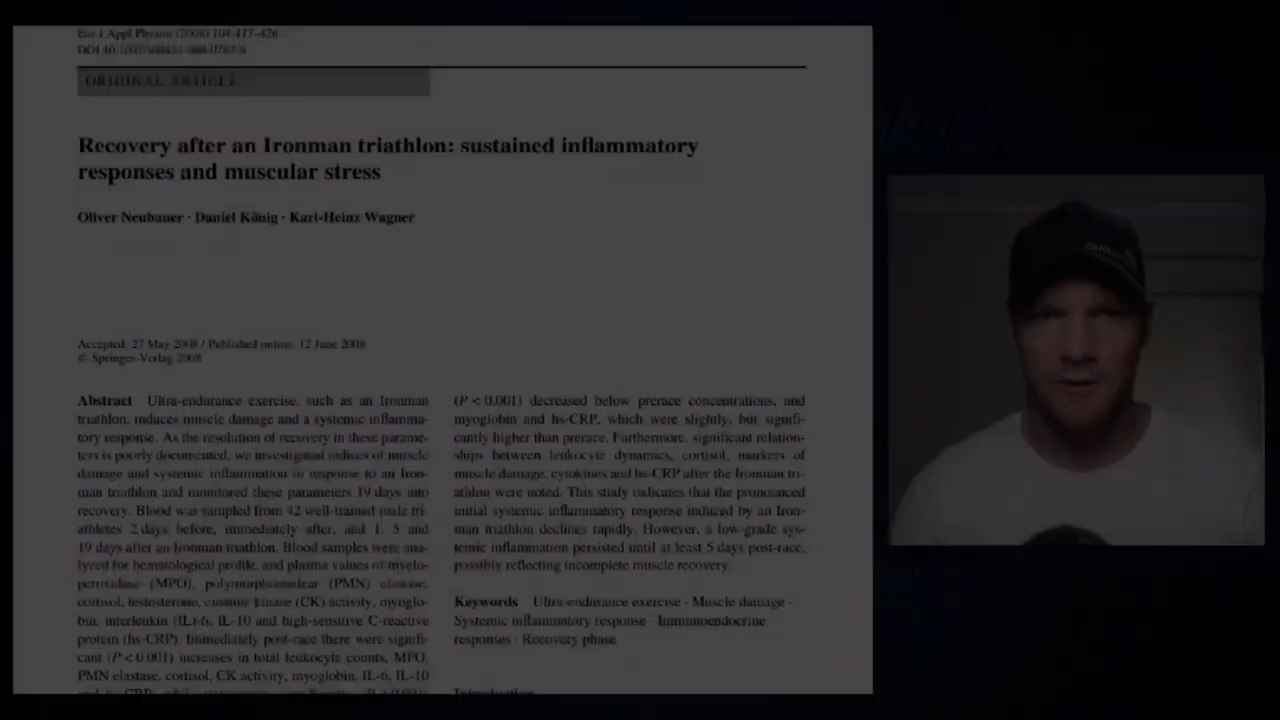 Eur J Appl Physiol (2008) 104:417–426
ORIGINAL ARTICLE
Recovery after an Ironman triathlon: sustained inflammatory
responses and muscular stress
Oliver Neubauer · Daniel König · Karl-Heinz Wagner
Accepted: 27 May 2008 / Published online: 12 June 2008
© Springer-Verlag 2008
Abstract Ultra-endurance exercise, such as an Ironman
triathlon, induces muscle damage and a systemic inflamma-
tory response. As the resolution of recovery in these parame-
ters is poorly documented, we investigated indices of muscle
damage and systemic inflammation in response to an Iron-
man triathlon and monitored these parameters 19 days into
recovery. Blood was sampled from 42 well-trained male tri-
athletes 2 days before, immediately after, and 1, 5 and
19 days after an Ironman triathlon. Blood samples were ana-
lyzed for hematological profile, and plasma values of myelo-
peroxidase (MPO), polymorphonuclear (PMN) elastase,
cortisol, testosterone, creatine kinase (CK) activity, myoglo-
bin, interleukin (IL)-6, IL-10 and high-sensitive C-reactive
protein (hs-CRP). Immediately post-race there were signifi-
cant (P < 0.001) increases in total leukocyte counts, MPO,
PMN elastase, cortisol, CK activity, myoglobin, IL-6, IL-10
(P < 0.001) decreased below prerace concentrations, and
myoglobin and hs-CRP, which were slightly, but signifi-
cantly higher than prerace. Furthermore, significant relation-
ships between leukocyte dynamics, cortisol, markers of
muscle damage, cytokines and hs-CRP after the Ironman tri-
athlon were noted. This study indicates that the pronounced
initial systemic inflammatory response induced by an Iron-
man triathlon declines rapidly. However, a low-grade sys-
temic inflammation persisted until at least 5 days post-race,
possibly reflecting incomplete muscle recovery.
Keywords Ultra-endurance exercise · Muscle damage ·
Systemic inflammatory response · Immunoendocrine
responses · Recovery phase
Introduction